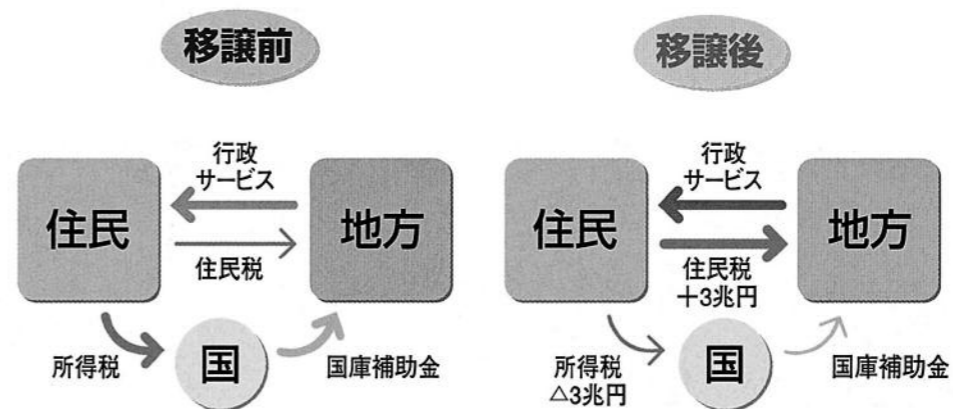 移譲前
行政
サービス
住民
地方
住民税
所得税
国
国庫補助金
移譲後
行政
サービス
住民
地方
住民税
＋3兆円
所得税
△3兆円
国
国庫補助金